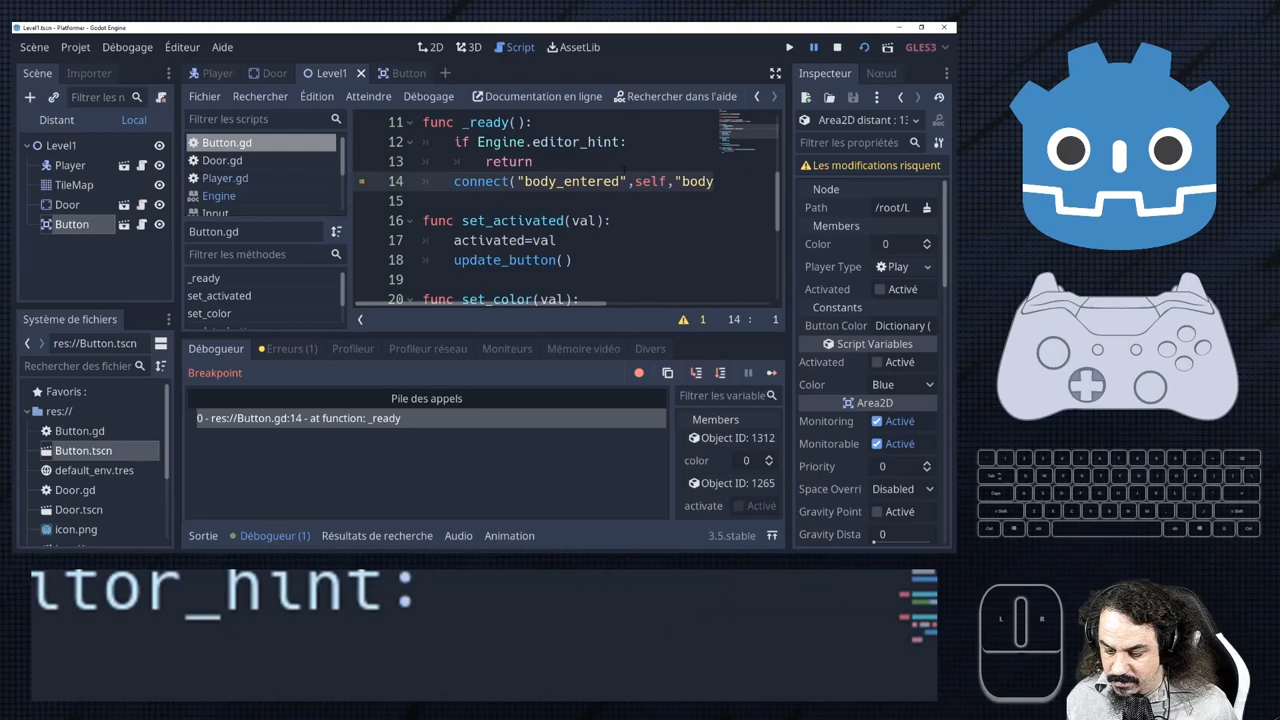 Level1.tscn - Platformer - Godot Engine
Scène Projet Débogage Éditeur Aide
2D 3D Script AssetLib
GLES3
Scène Importer
Filtrer les n
Distant Local
Level1
Player
TileMap
Door
Button
Système de fichiers
res://Button.tscn
Rechercher des fichier
Favoris :
res://
Button.gd
Button.tscn
default_env.tres
Door.gd
Door.tscn
icon.png
Player Door Level1 Button
Fichier Rechercher Édition Atteindre Débogage Documentation en ligne Rechercher dans l'aide
Filtrer les scripts
Button.gd
Door.gd
Player.gd
Engine
Input
Button.gd
Filtrer les méthodes
_ready
set_activated
set_color
11 func _ready():
12 if Engine.editor_hint:
13 return
14 connect("body_entered",self,"body
15
16 func set_activated(val):
17 activated=val
18 update_button()
19
20 func set_color(val):
1 14 : 1
Débogueur Erreurs (1) Profileur Profileur réseau Moniteurs Mémoire vidéo Divers
Breakpoint
Pile des appels
0 - res://Button.gd:14 - at function: _ready
Filtrer les variable
Members
Object ID: 1312
color 0
Object ID: 1265
activate Activé
Sortie Débogueur (1) Résultats de recherche Audio Animation 3.5.stable
Inspecteur Nœud
Area2D distant: 13
Filtrer les propriétés
Les modifications risquent
Node
Path /root/L
Members
Color 0
Player Type Play
Activated Activé
Constants
Button Color Dictionary (
Script Variables
Activated Activé
Color Blue
Area2D
Monitoring Activé
Monitorable Activé
Priority 0
Space Overri Disabled
Gravity Point Activé
Gravity Dista 0
itor_hint:
L R